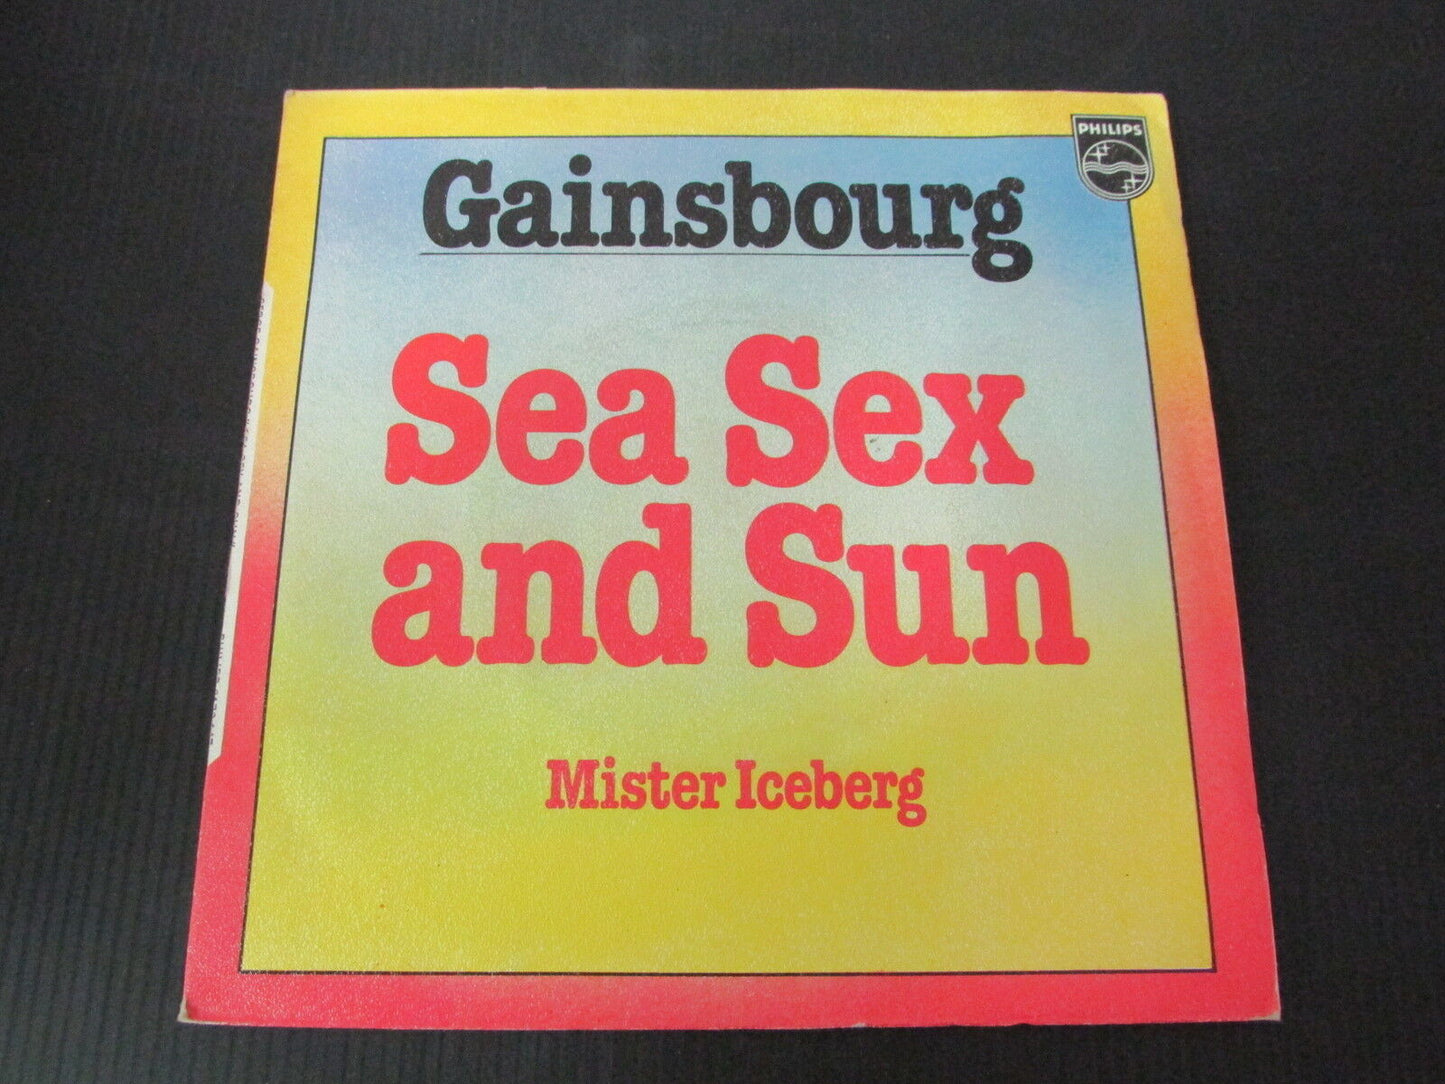 PHILIPS
Gainsbourg
Sea Sex
and Sun
Mister Iceberg